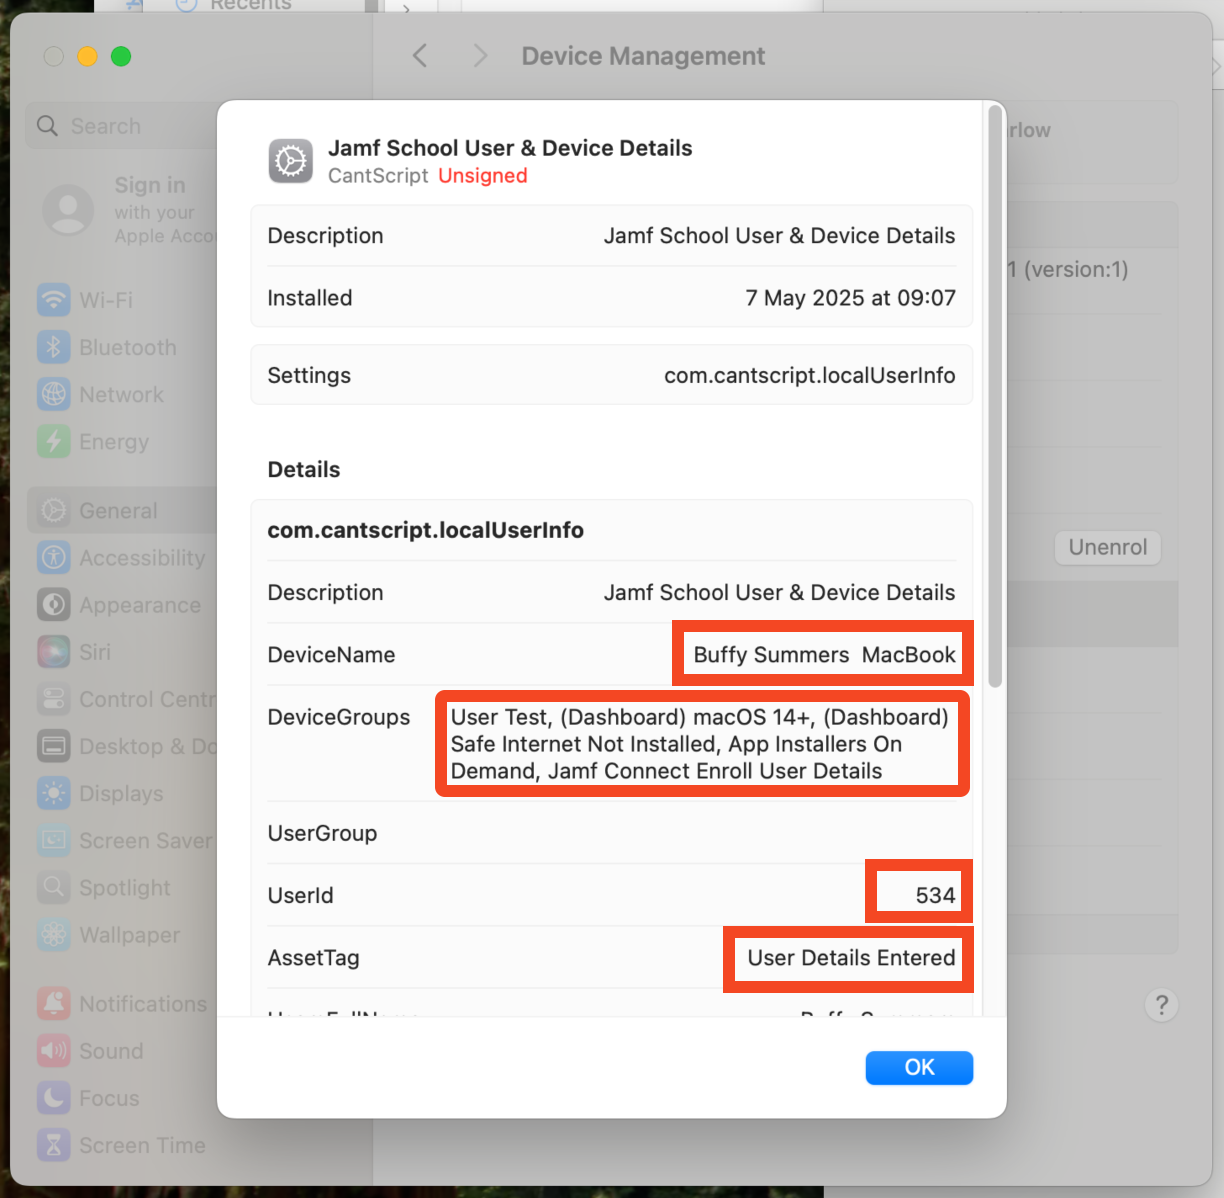 Recents
Device Management
Search
Sign in
with your
Apple Acco
Wi-Fi
Bluetooth
Network
Energy
General
Accessibility
Appearance
Siri
Control Centr
Desktop & Do
Displays
Screen Saver
Spotlight
Wallpaper
Notifications
Sound
Focus
Screen Time
Jamf School User & Device Details
CantScript Unsigned
Description Jamf School User & Device Details
Installed 7 May 2025 at 09:07
Settings com.cantscript.localUserInfo
Details
com.cantscript.localUserInfo
Description Jamf School User & Device Details
DeviceName Buffy Summers  MacBook
DeviceGroups User Test, (Dashboard) macOS 14+, (Dashboard)
Safe Internet Not Installed, App Installers On
Demand, Jamf Connect Enroll User Details
UserGroup
UserId 534
AssetTag User Details Entered
OK
rlow
1 (version:1)
Unenrol
?